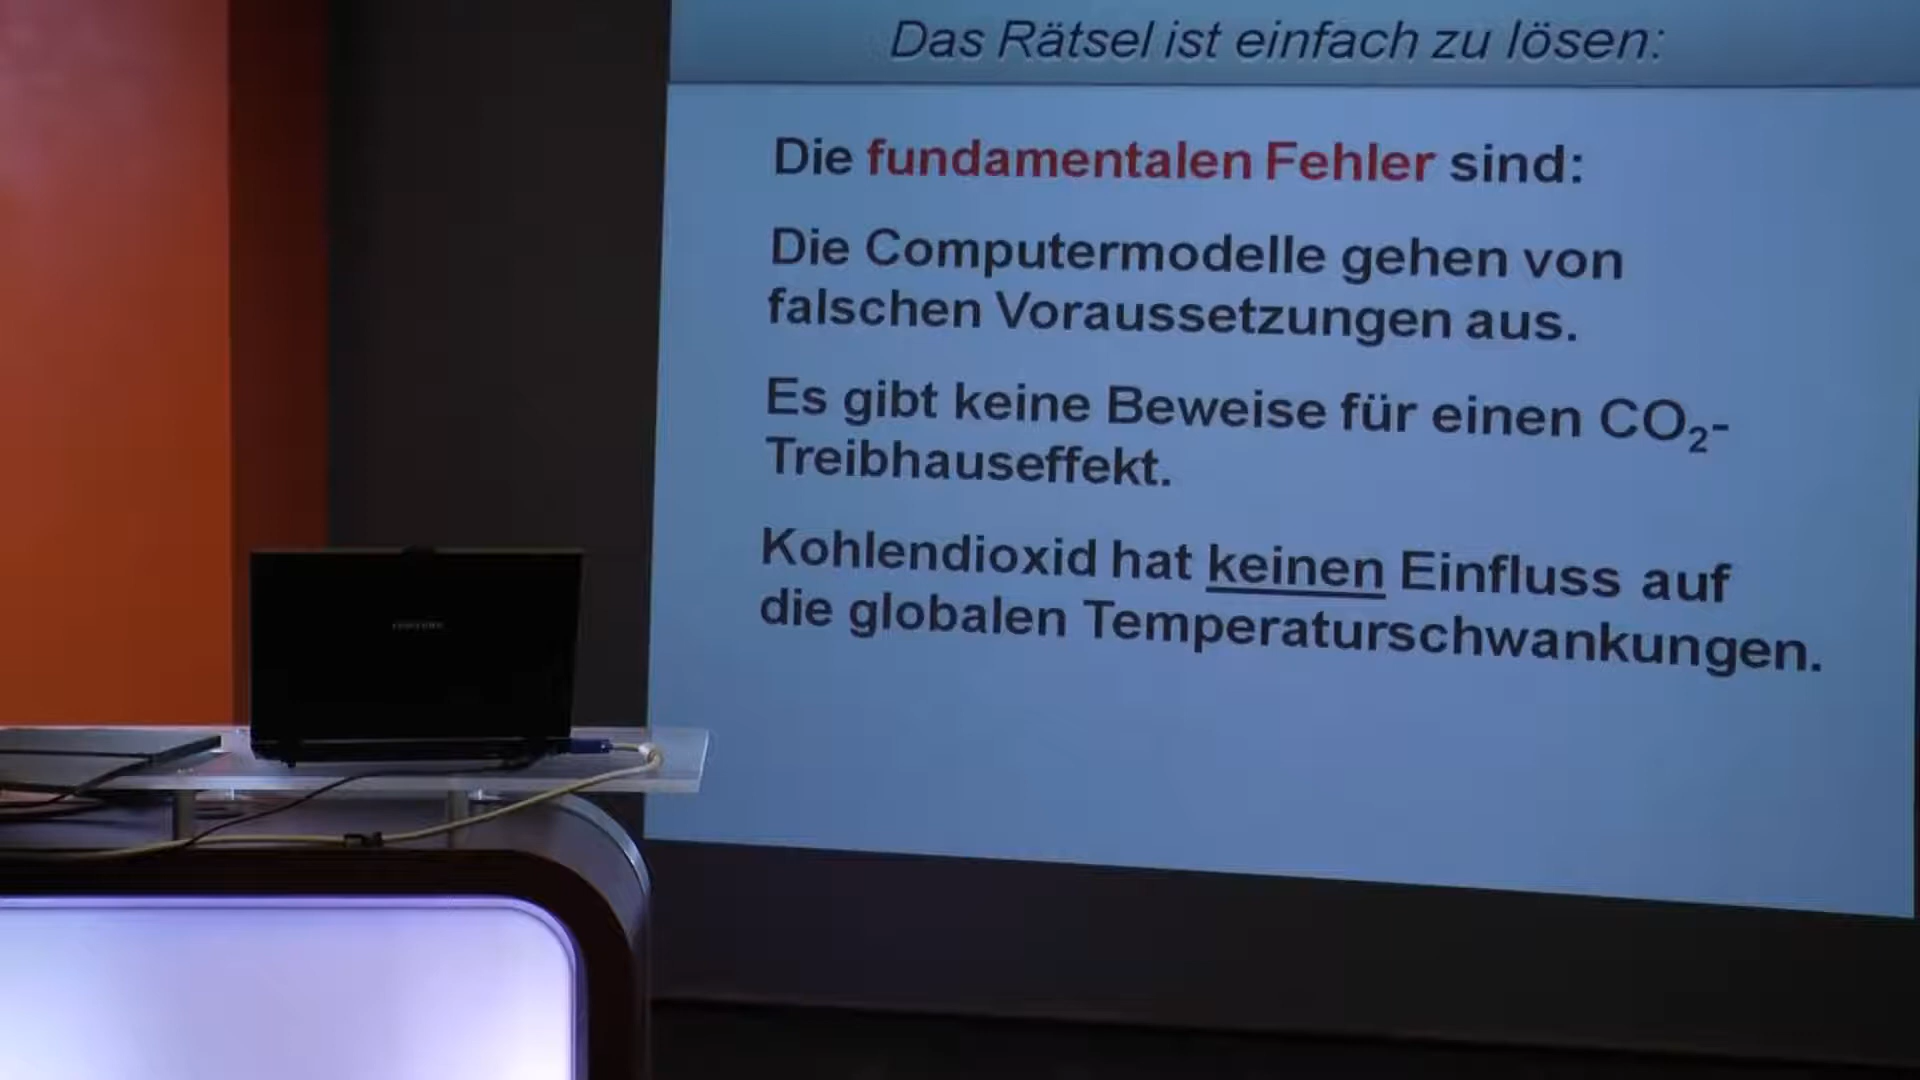 Das Rätsel ist einfach zu lösen:
Die fundamentalen Fehler sind:
Die Computermodelle gehen von
falschen Voraussetzungen aus.
Es gibt keine Beweise für einen CO₂-
Treibhauseffekt.
Kohlendioxid hat keinen Einfluss auf
die globalen Temperaturschwankungen.
SAMSUNG